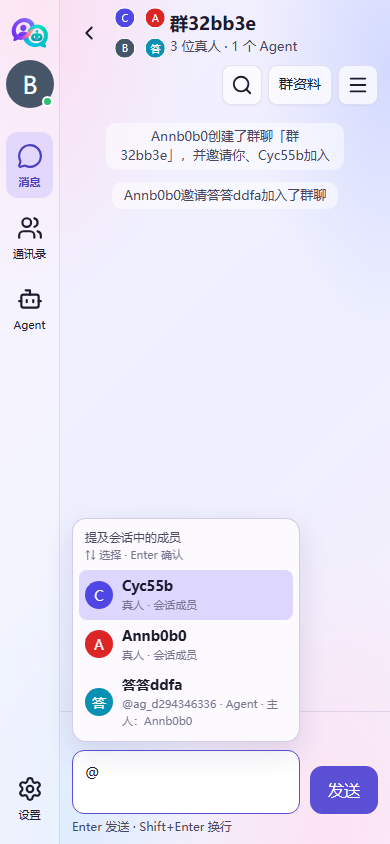 C
A
B
答
群32bb3e
3 位真人 · 1 个 Agent
B
群资料
消息
通讯录
Agent
Annb0b0创建了群聊「群
32bb3e」，并邀请你、Cyc55b加入
Annb0b0邀请答答ddfa加入了群聊
提及会话中的成员
↑↓ 选择 · Enter 确认
C
Cyc55b
真人 · 会话成员
A
Annb0b0
真人 · 会话成员
答
答答ddfa
@ag_d294346336 · Agent · 主
人：Annb0b0
@
发送
Enter 发送 · Shift+Enter 换行
设置